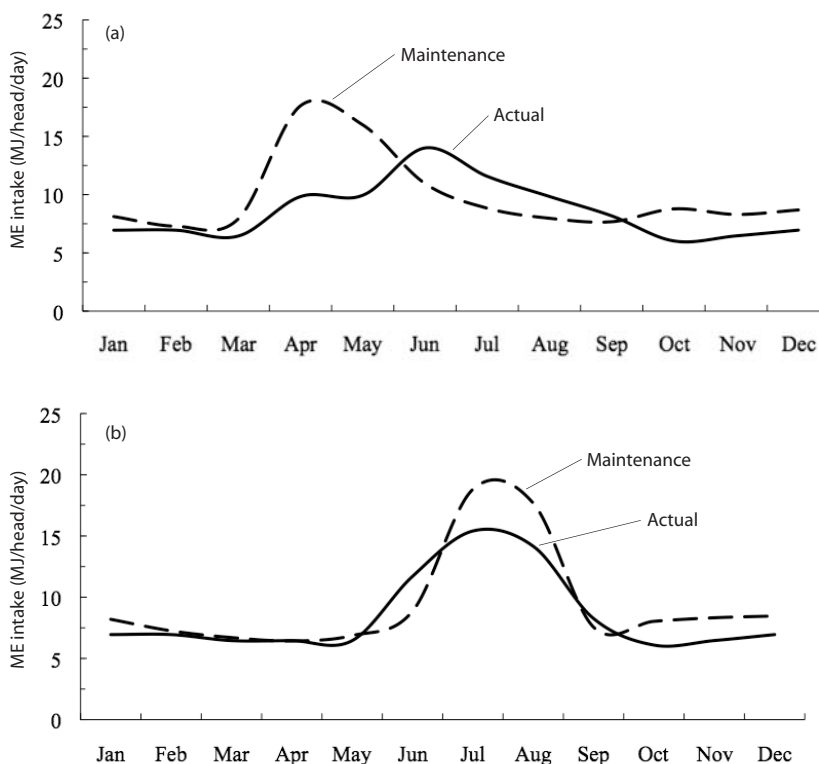 (a)
ME intake (MJ/head/day)
25
20
15
10
5
0
Maintenance
Actual
Jan Feb Mar Apr May Jun Jul Aug Sep Oct Nov Dec
(b)
ME intake (MJ/head/day)
25
20
15
10
5
0
Maintenance
Actual
Jan Feb Mar Apr May Jun Jul Aug Sep Oct Nov Dec